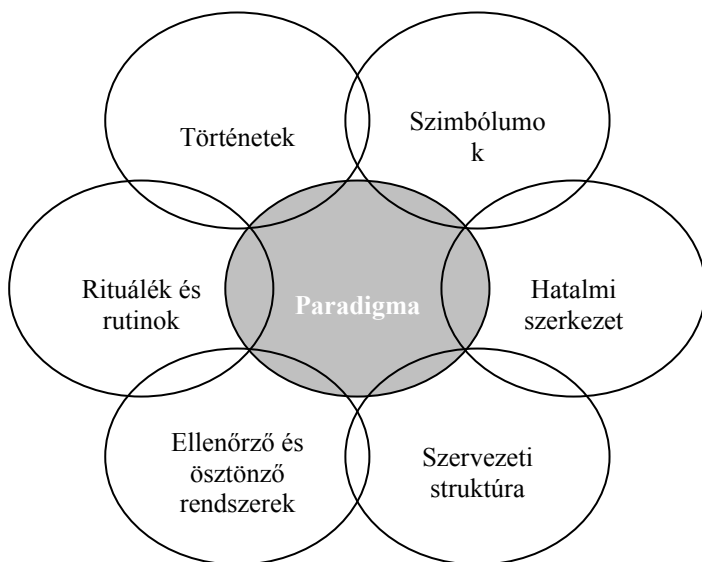 Történetek
Szimbólumo
k
Rituálék és
rutinok
Paradigma
Hatalmi
szerkezet
Ellenőrző és
ösztönző
rendszerek
Szervezeti
struktúra